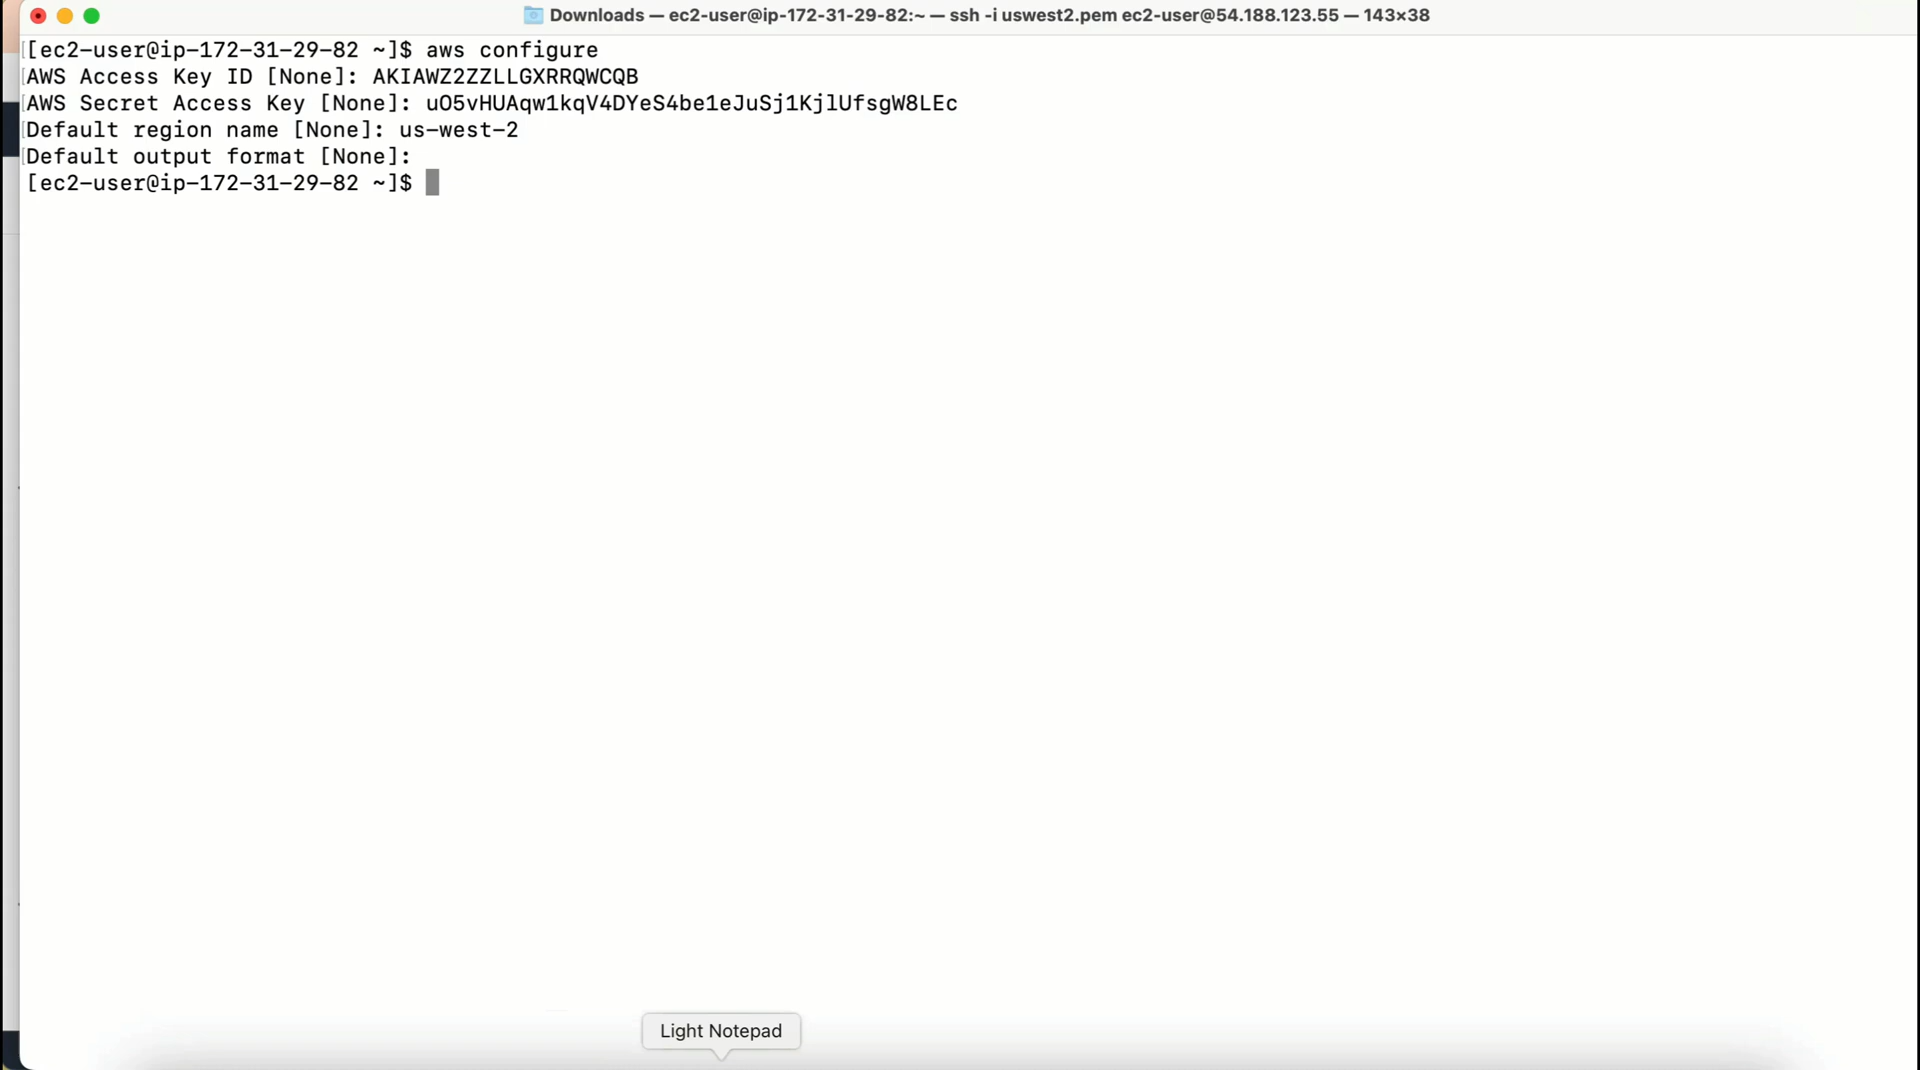 Downloads — ec2-user@ip-172-31-29-82:~ — ssh -i uswest2.pem ec2-user@54.188.123.55 — 143×38
[ec2-user@ip-172-31-29-82 ~]$ aws configure
AWS Access Key ID [None]: AKIAWZ2ZZLLGXRRQWCQB
AWS Secret Access Key [None]: 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
Default region name [None]: us-west-2
Default output format [None]:
[ec2-user@ip-172-31-29-82 ~]$
Light Notepad